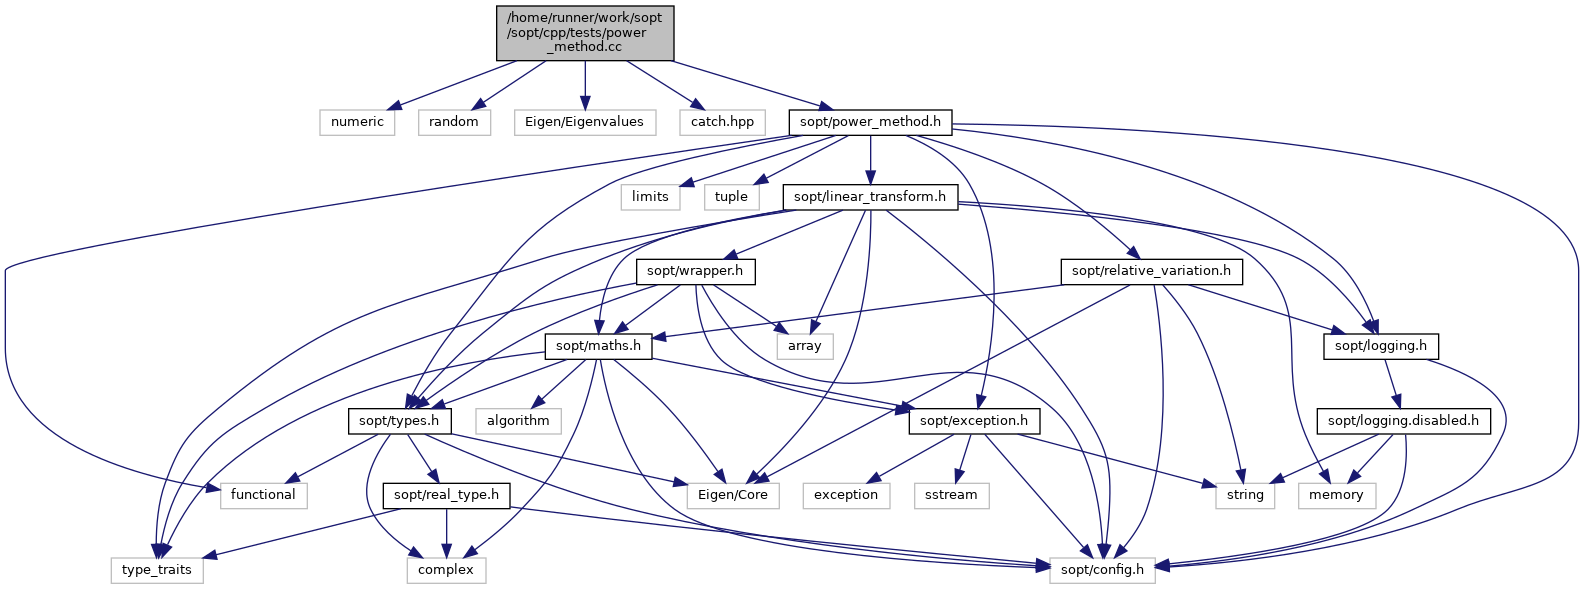 /home/runner/work/sopt
/sopt/cpp/tests/power
_method.cc
numeric
random
Eigen/Eigenvalues
catch.hpp
sopt/power_method.h
limits
tuple
sopt/linear_transform.h
sopt/wrapper.h
sopt/relative_variation.h
sopt/maths.h
array
sopt/logging.h
sopt/types.h
algorithm
sopt/exception.h
sopt/logging.disabled.h
functional
sopt/real_type.h
Eigen/Core
exception
sstream
string
memory
type_traits
complex
sopt/config.h